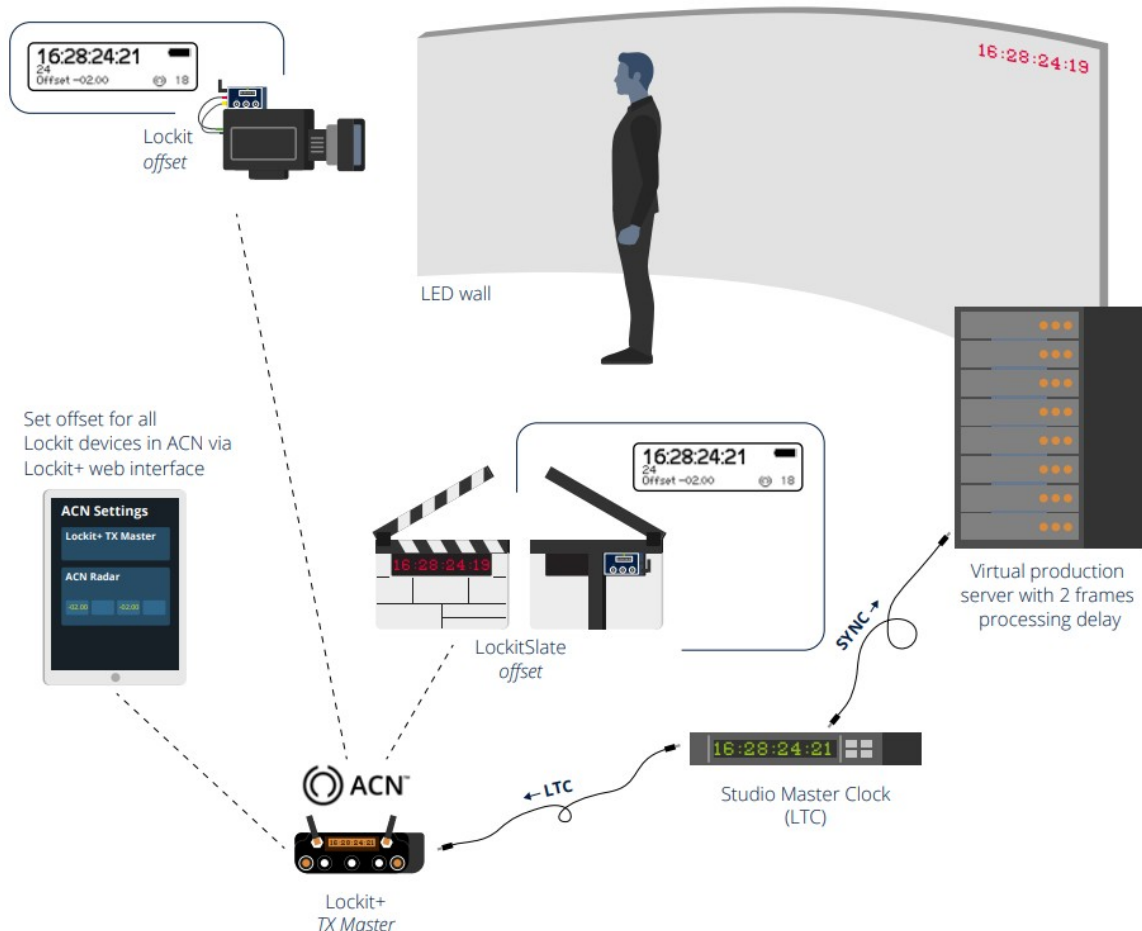 16:28:24:21
24
Offset -02.00 18
16:28:24:19
Lockit
offset
LED wall
Set offset for all
Lockit devices in ACN via
Lockit+ web interface
ACN Settings
Lockit+ TX Master
ACN Radar
-02.00 -02.00
16:28:24:21
24
Offset -02.00 18
16:28:24:19
LockitSlate
offset
Virtual production
server with 2 frames
processing delay
SYNC→
16:28:24:21
Studio Master Clock
(LTC)
←LTC
ACN™
16:28:24:21
Lockit+
TX Master